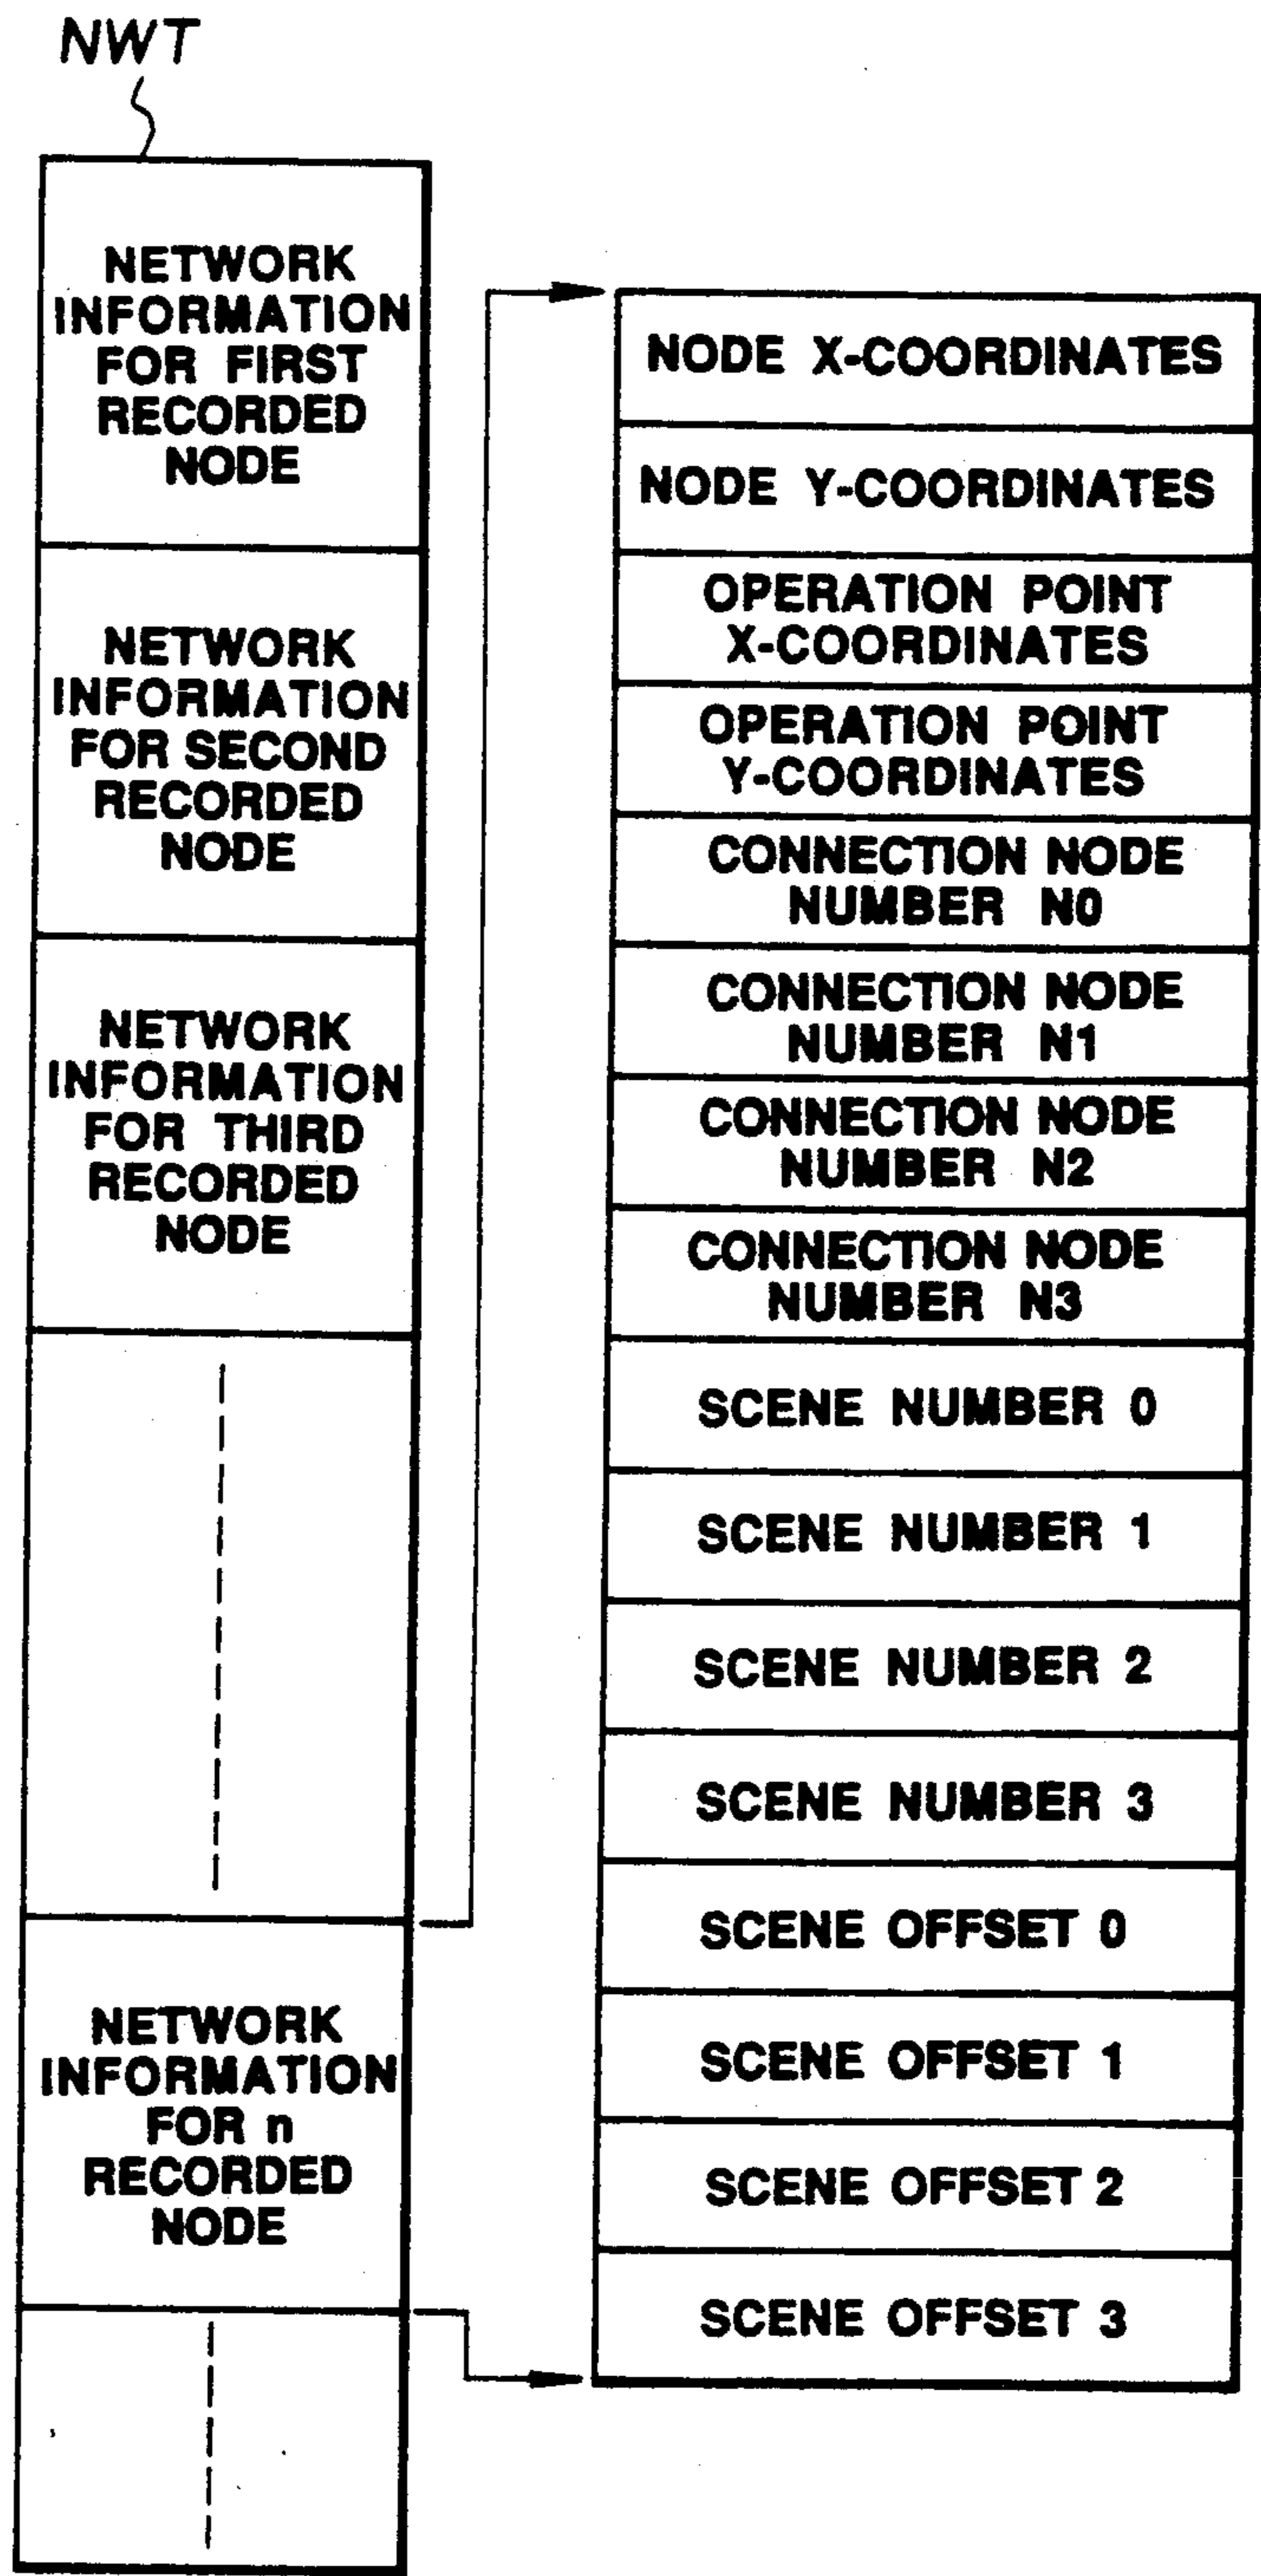 NWT
NETWORK
INFORMATION
FOR FIRST
RECORDED
NODE
NETWORK
INFORMATION
FOR SECOND
RECORDED
NODE
NETWORK
INFORMATION
FOR THIRD
RECORDED
NODE
NETWORK
INFORMATION
FOR n
RECORDED
NODE
NODE X-COORDINATES
NODE Y-COORDINATES
OPERATION POINT
X-COORDINATES
OPERATION POINT
Y-COORDINATES
CONNECTION NODE
NUMBER N0
CONNECTION NODE
NUMBER N1
CONNECTION NODE
NUMBER N2
CONNECTION NODE
NUMBER N3
SCENE NUMBER 0
SCENE NUMBER 1
SCENE NUMBER 2
SCENE NUMBER 3
SCENE OFFSET 0
SCENE OFFSET 1
SCENE OFFSET 2
SCENE OFFSET 3